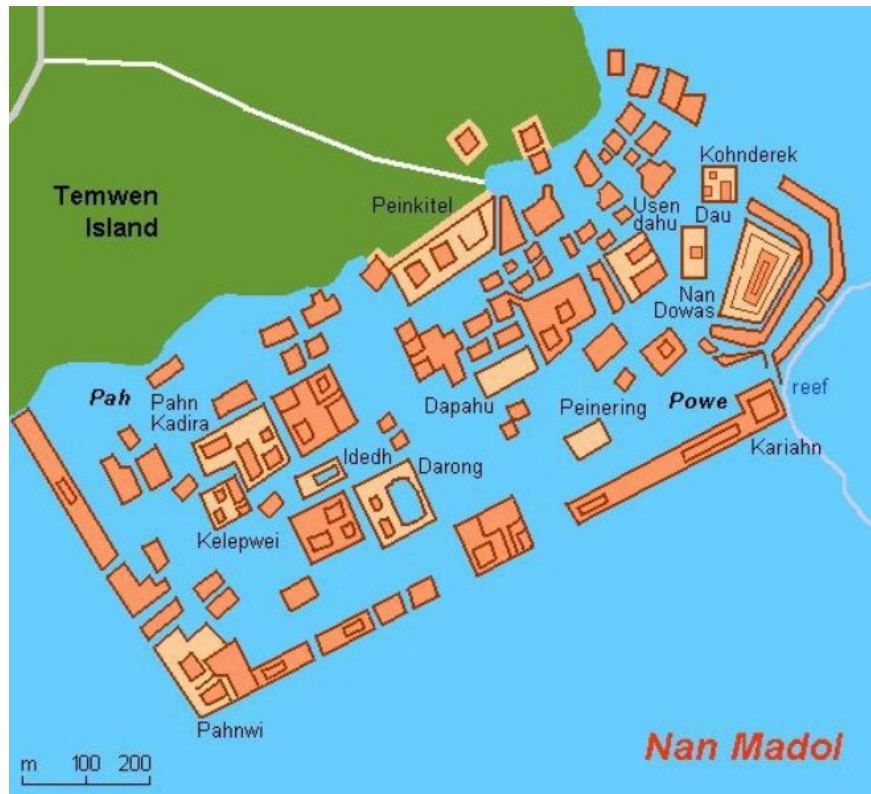 Kohnderek
Temwen
Island
Peinkitel
Usen
dahu
Dau
Nan
Dowas
Pah
Pahn
Kadira
Dapahu
Peinering
Powe
reef
Idedh
Darong
Kariahn
Kelepwei
Pahnwi
Nan Madol
m 100 200